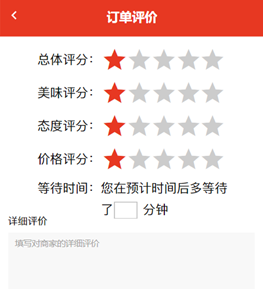 订单评价
总体评分：
美味评分：
态度评分：
价格评分：
等待时间：您在预计时间后多等待
了 分钟
详细评价
填写对商家的详细评价